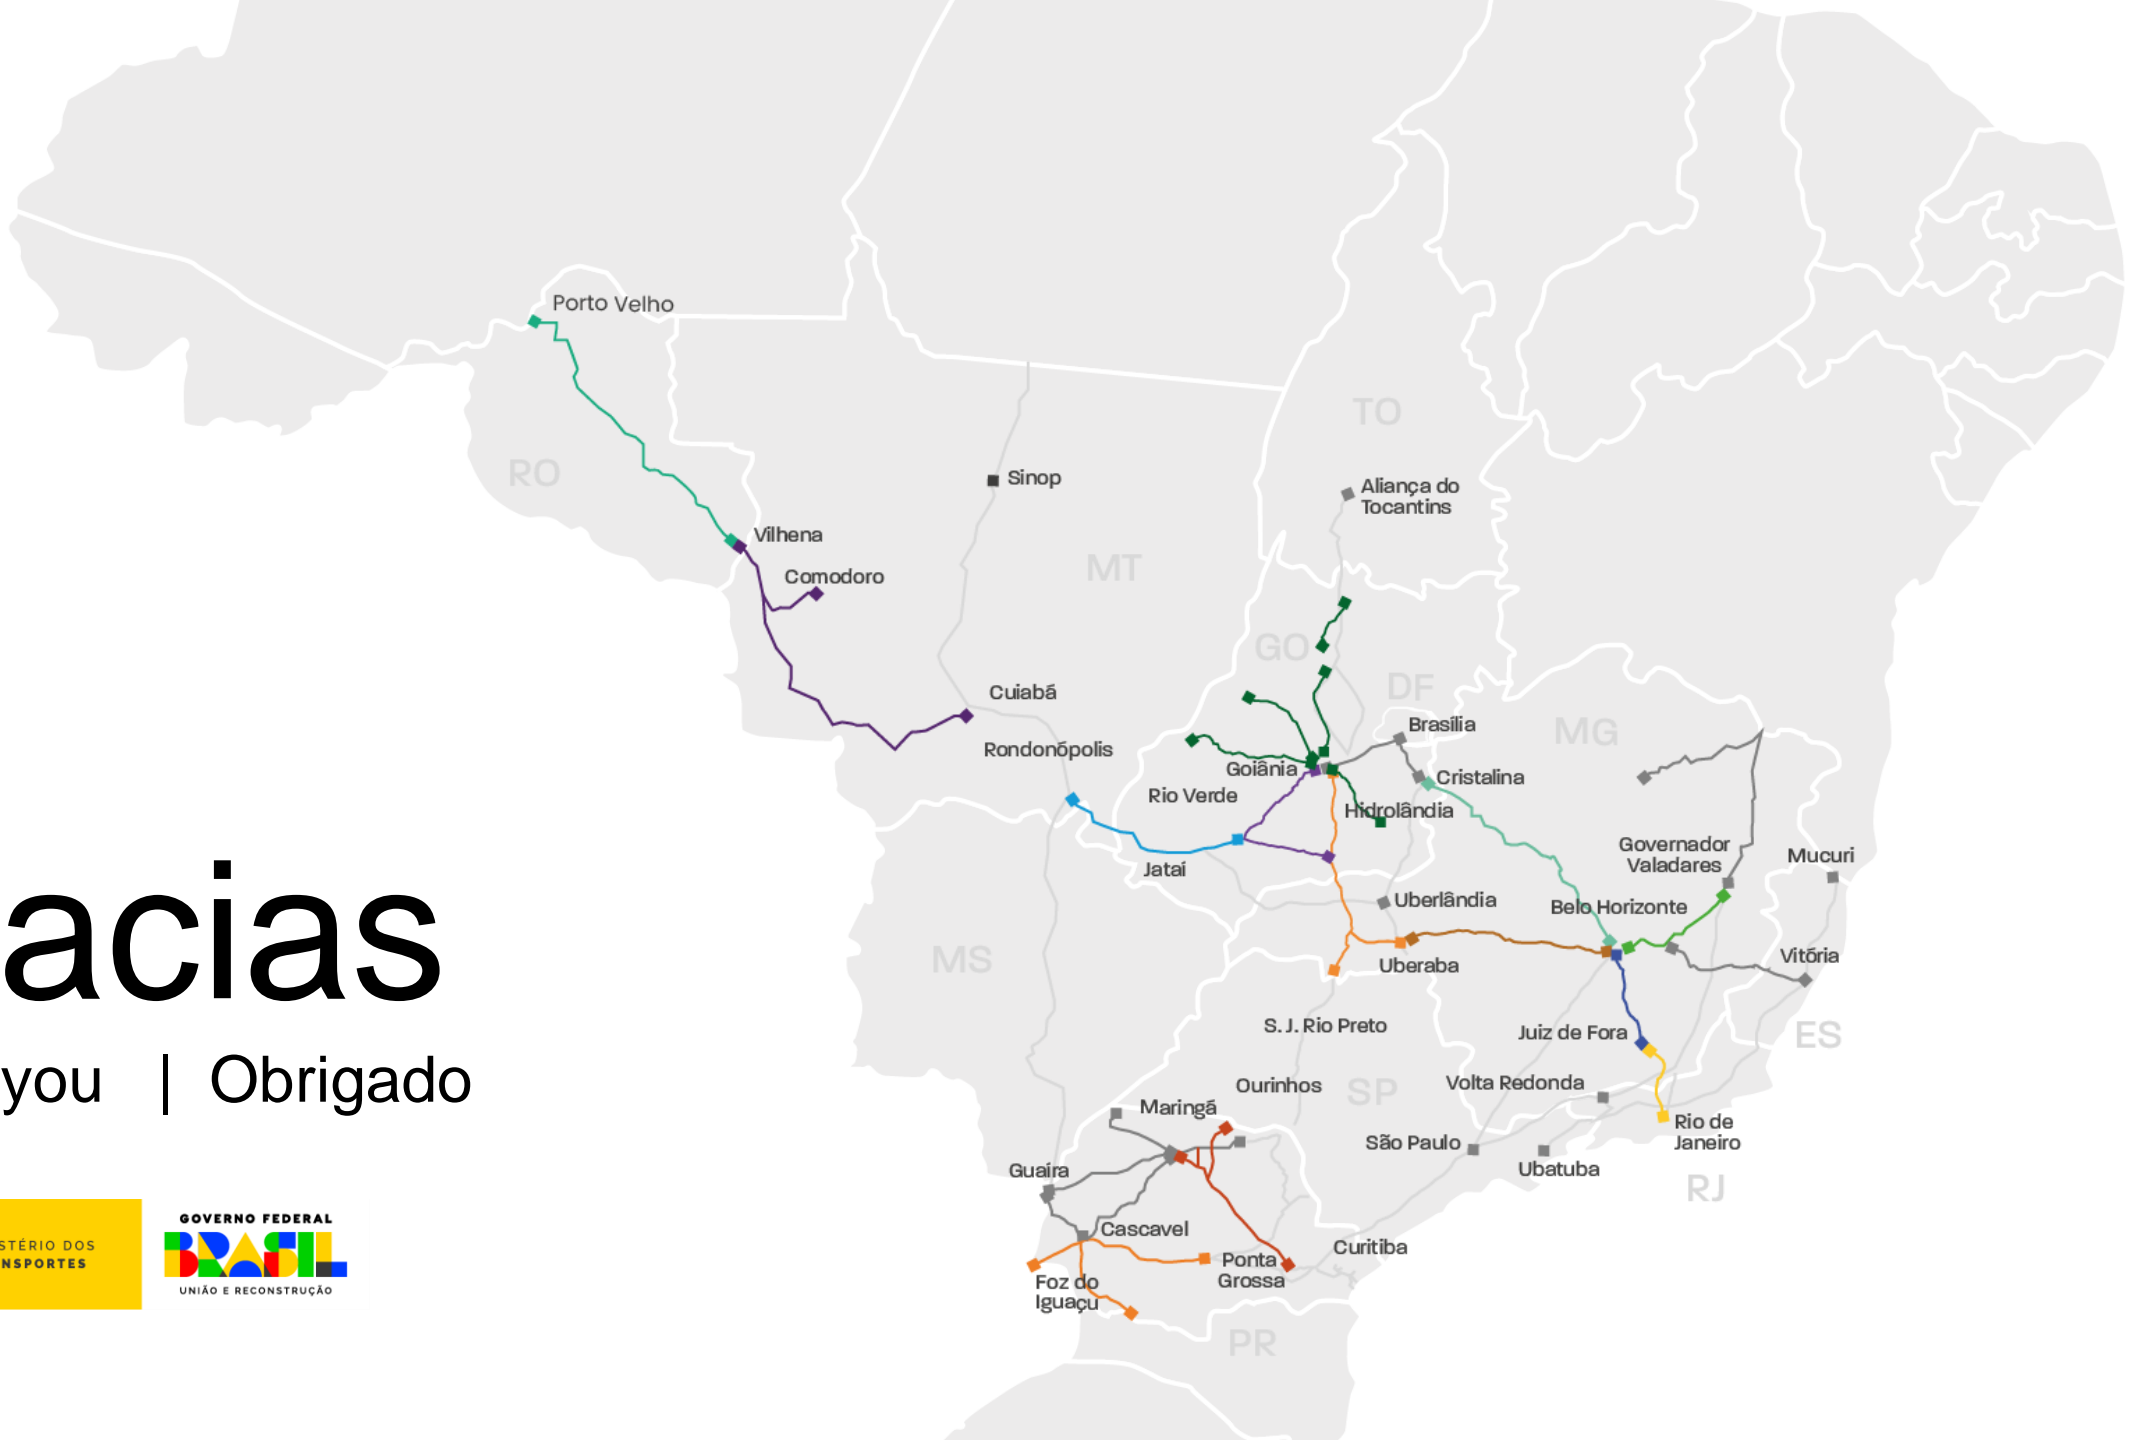 acias
you | Obrigado
STÉRIO DOS
NSPORTES
GOVERNO FEDERAL
BRASIL
UNIÃO E RECONSTRUÇÃO
Porto Velho
RO
Vilhena
Comodoro
Sinop
MT
Cuiabá
Rondonópolis
TO
Aliança do
Tocantins
GO
DF
Brasília
MG
Goiânia
Cristalina
Rio Verde
Hidrolândia
Jataí
Governador
Valadares
Mucuri
Uberlândia
Belo Horizonte
MS
Uberaba
Vitória
S. J. Rio Preto
Juiz de Fora
ES
Ourinhos
SP
Volta Redonda
Maringá
Rio de
Janeiro
São Paulo
Ubatuba
Guaíra
RJ
Cascavel
Curitiba
Ponta
Grossa
Foz do
Iguaçu
PR